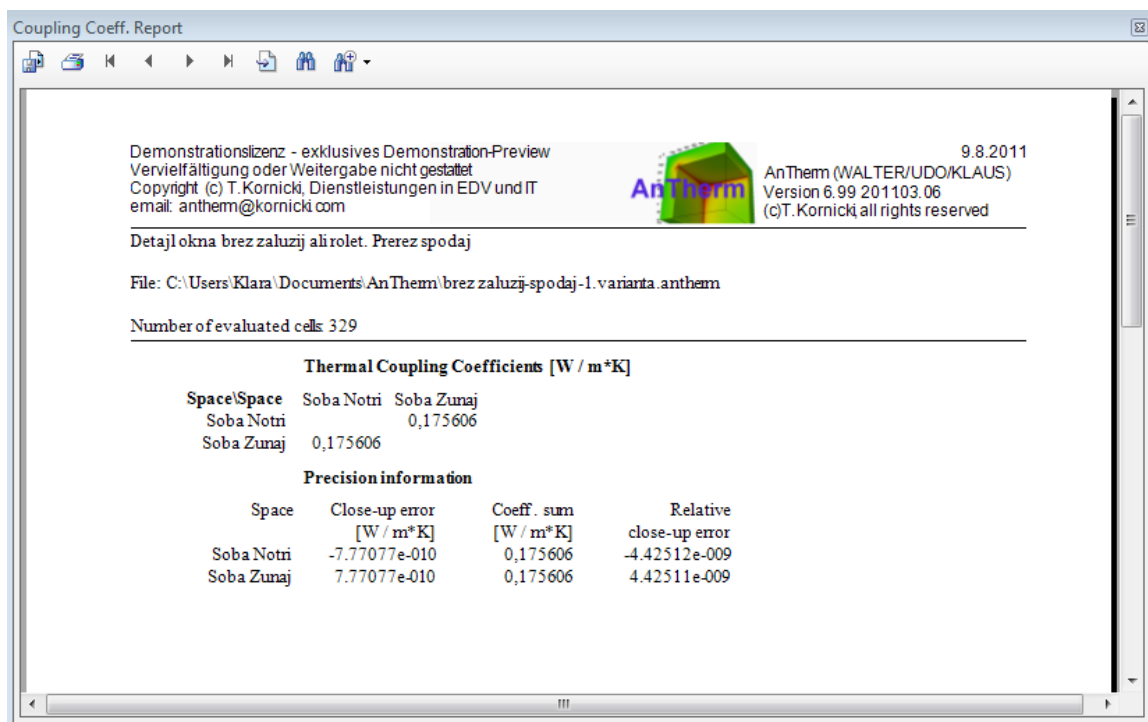 Coupling Coeff. Report
Demonstrationslizenz - exklusives Demonstration-Preview
Vervielfältigung oder Weitergabe nicht gestattet
Copyright (c) T.Kornicki, Dienstleistungen in EDV und IT
email: antherm@kornicki.com
AnTherm
9.8.2011
AnTherm (WALTER/UDO/KLAUS)
Version 6.99 201103.06
(c)T.Kornicki, all rights reserved
Detajl okna brez zaluzij ali rolet. Prerez spodaj
File: C:\Users\Klara\Documents\AnTherm\brez zaluzij-spodaj-1.varianta.antherm
Number of evaluated cells: 329
Thermal Coupling Coefficients [W / m*K]
Space\Space Soba Notri Soba Zunaj
Soba Notri 0,175606
Soba Zunaj 0,175606
Precision information
Space Close-up error Coeff. sum Relative
[W / m*K] [W / m*K] close-up error
Soba Notri -7.77077e-010 0,175606 -4.42512e-009
Soba Zunaj 7.77077e-010 0,175606 4.42511e-009